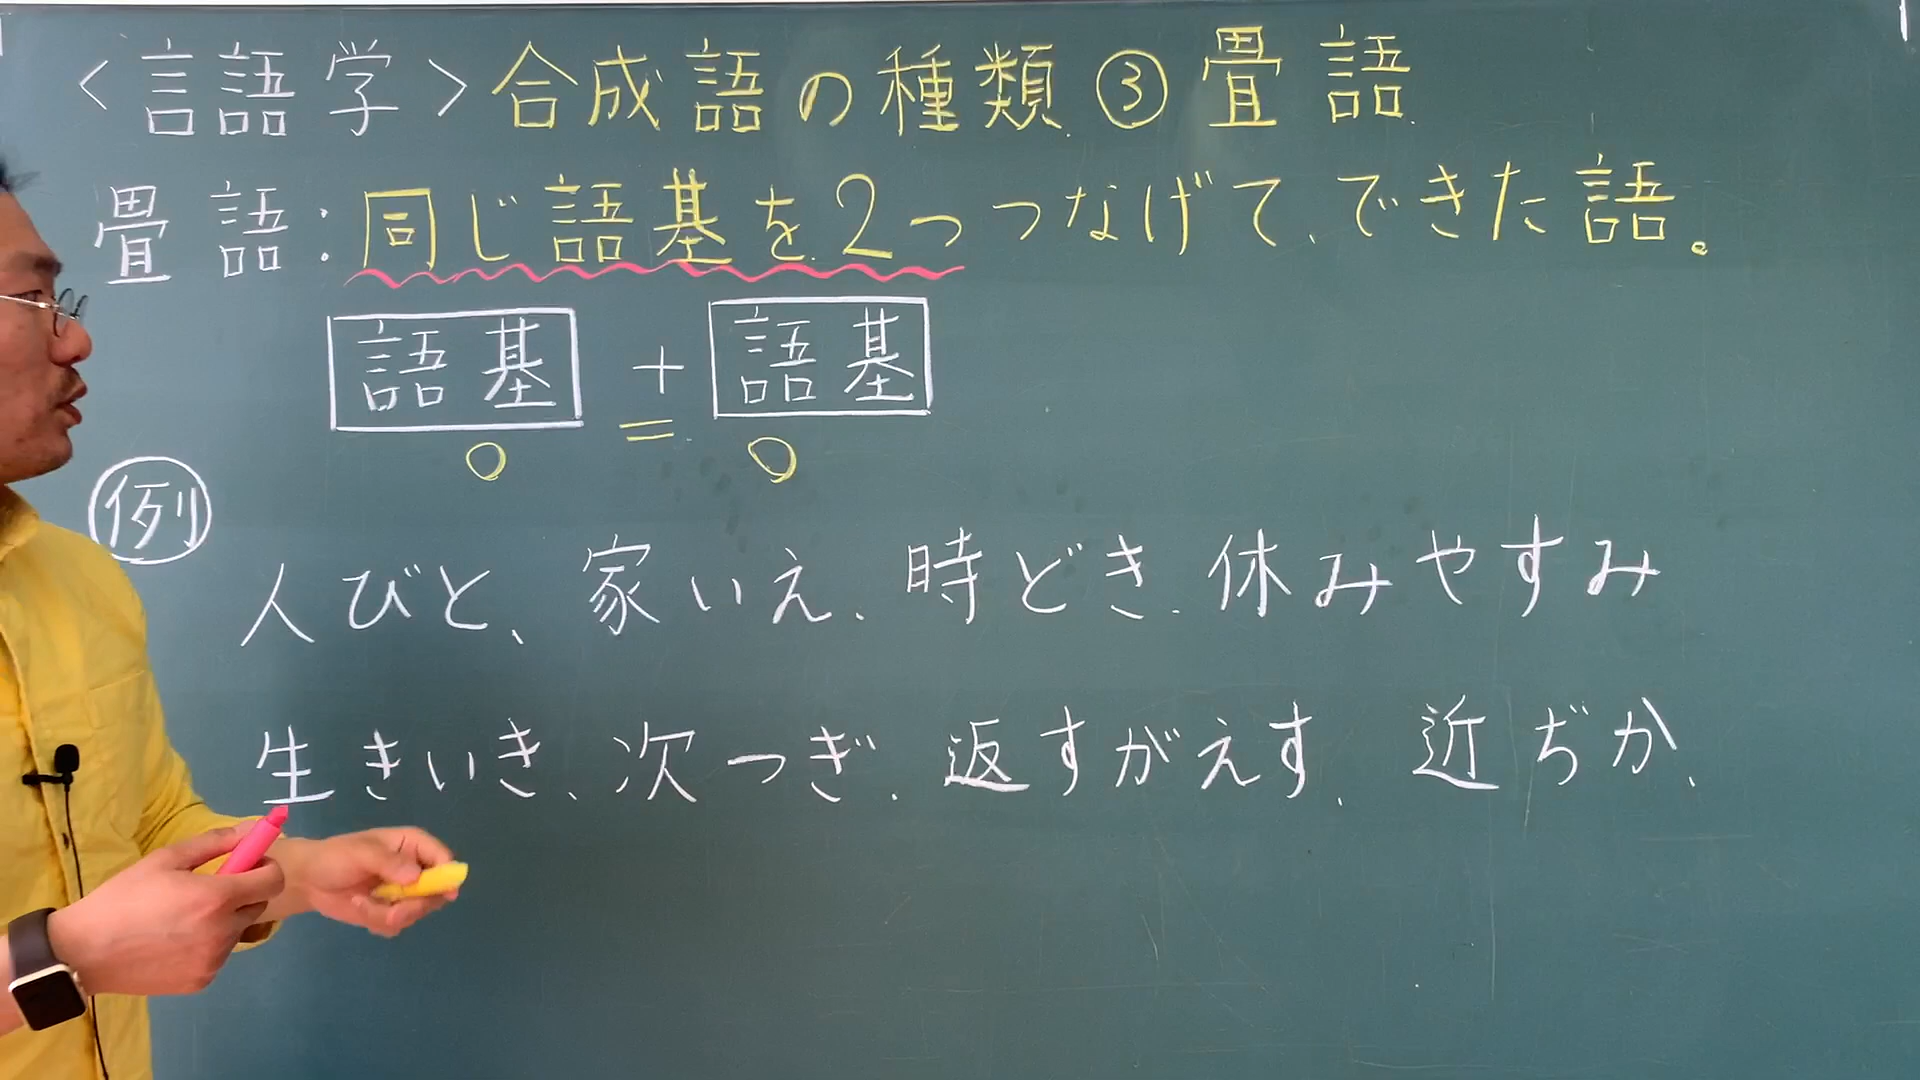 <言語学>合成語の種類 ③畳語
畳語:同じ語基を2つつなげて、できた語。
語基 + 語基
○ = ○
例
人びと、家いえ、時どき、休みやすみ
生きいき、次つぎ、返すがえす、近ぢか、